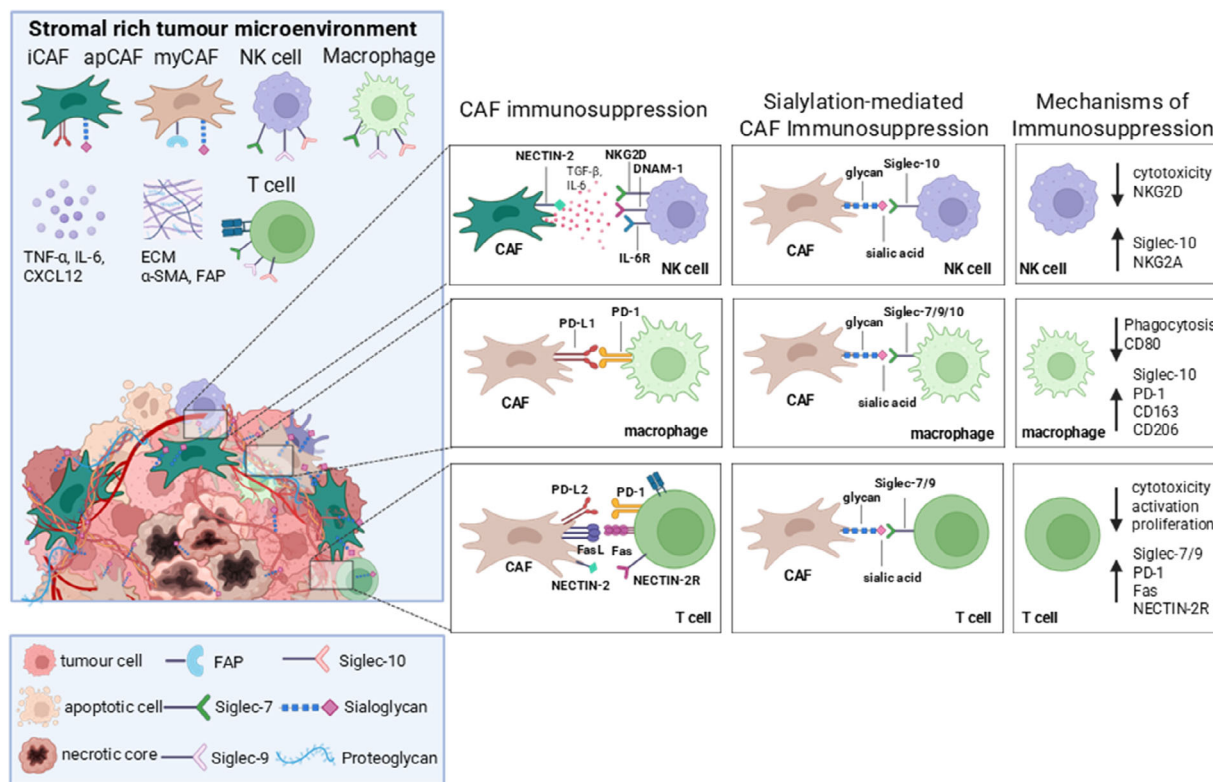 Stromal rich tumour microenvironment
iCAF apCAF myCAF NK cell Macrophage
T cell
TNF-α, IL-6,
CXCL12
ECM
α-SMA, FAP
CAF immunosuppression
Sialylation-mediated
CAF Immunosuppression
Mechanisms of
Immunosuppression
NECTIN-2
TGF-β,
IL-6
NKG2D
DNAM-1
IL-6R
CAF
NK cell
glycan
Siglec-10
CAF
sialic acid
NK cell
cytotoxicity
NKG2D
Siglec-10
NKG2A
NK cell
PD-L1
PD-1
CAF
macrophage
glycan
Siglec-7/9/10
CAF
sialic acid
macrophage
Phagocytosis
CD80
Siglec-10
PD-1
CD163
CD206
macrophage
PD-L2
PD-1
FasL
Fas
CAF
NECTIN-2
NECTIN-2R
T cell
glycan
Siglec-7/9
CAF
sialic acid
T cell
cytotoxicity
activation
proliferation
Siglec-7/9
PD-1
Fas
NECTIN-2R
T cell
tumour cell
FAP
Siglec-10
apoptotic cell
Siglec-7
Sialoglycan
necrotic core
Siglec-9
Proteoglycan